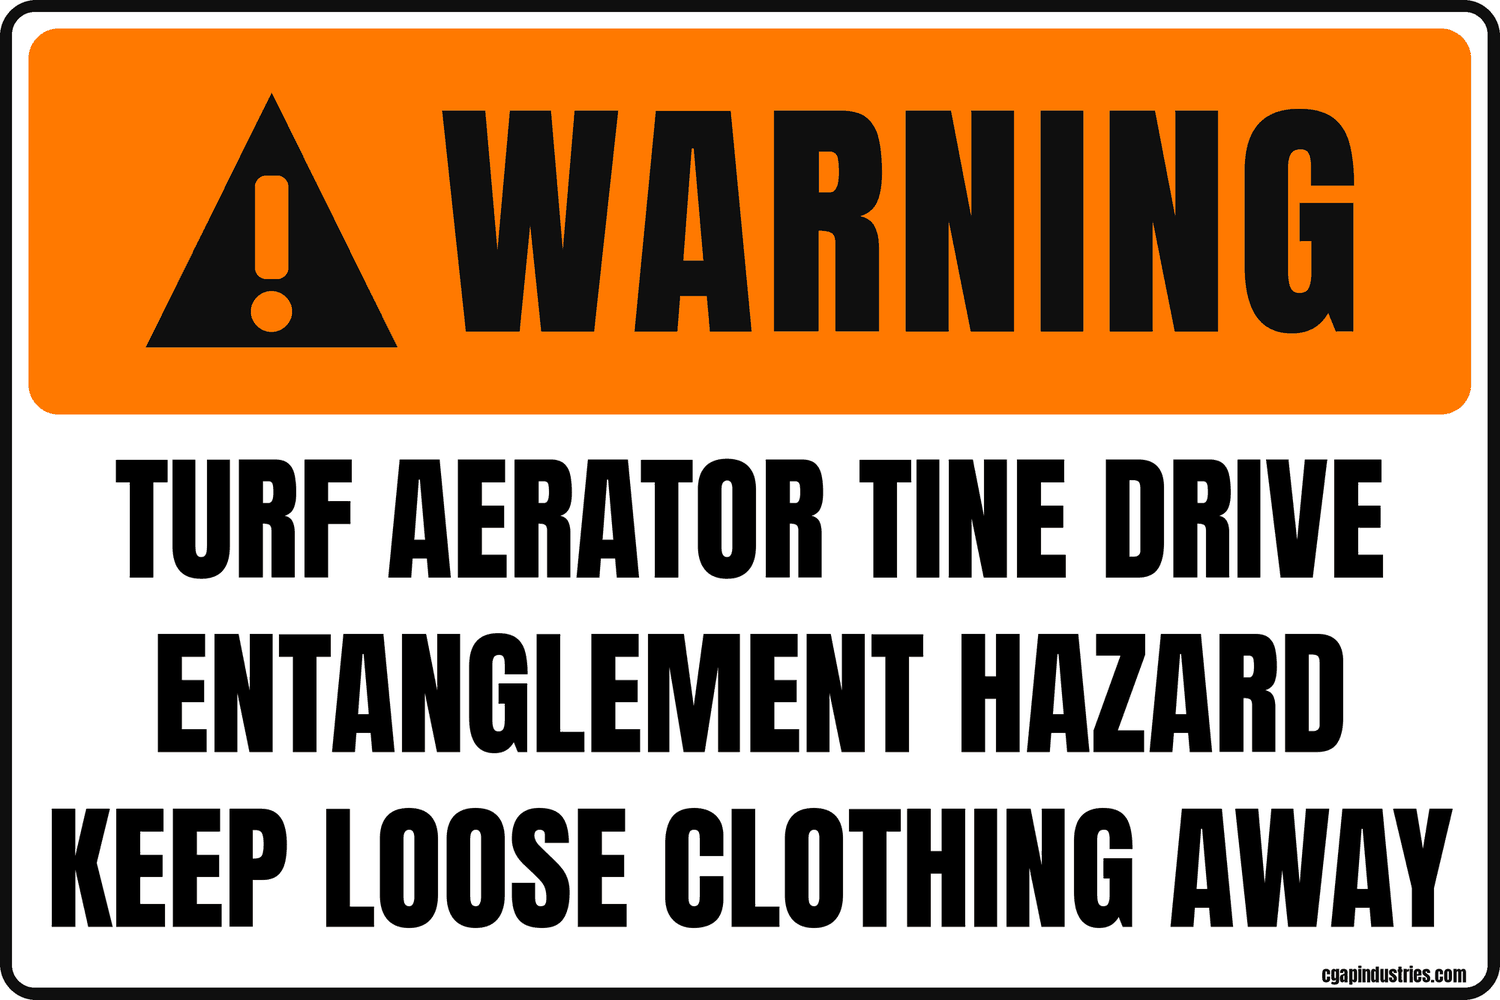 WARNING
TURF AERATOR TINE DRIVE
ENTANGLEMENT HAZARD
KEEP LOOSE CLOTHING AWAY
cgapindustries.com